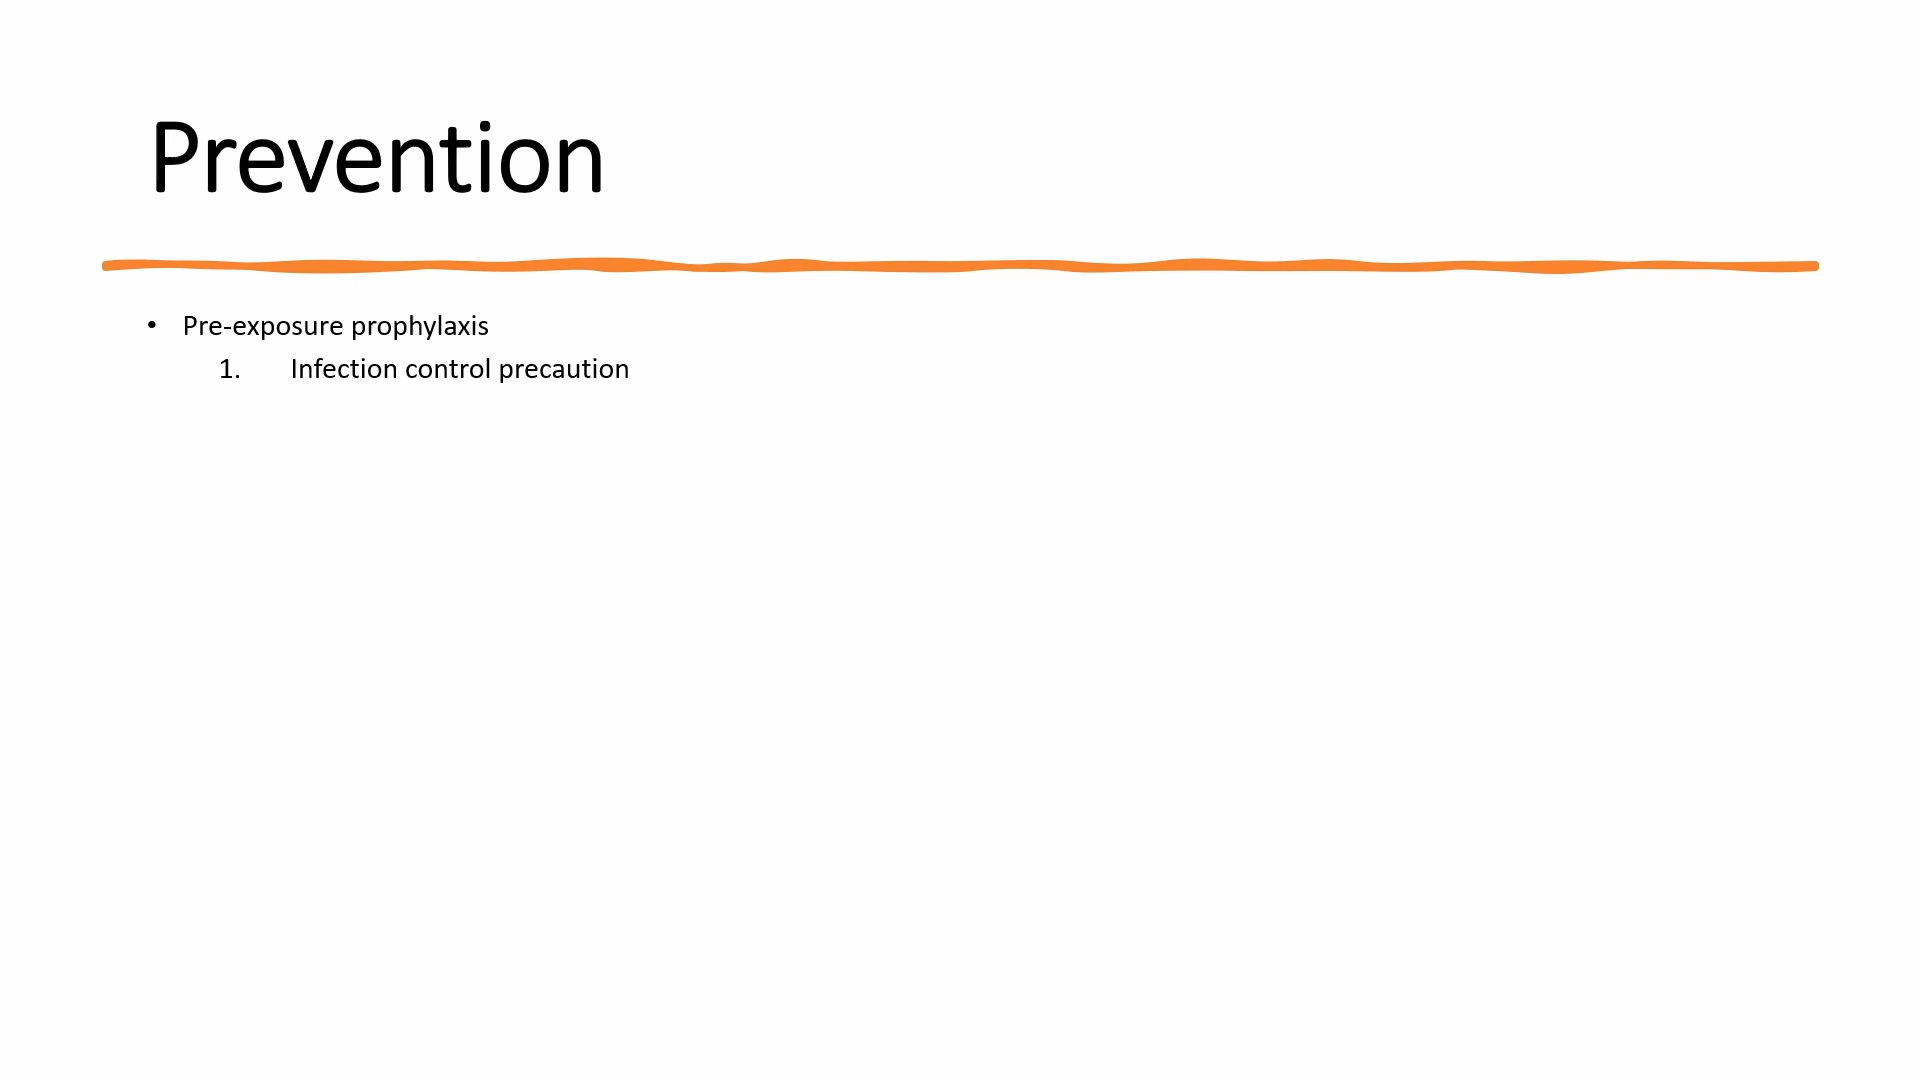 Prevention
• Pre-exposure prophylaxis
1. Infection control precaution